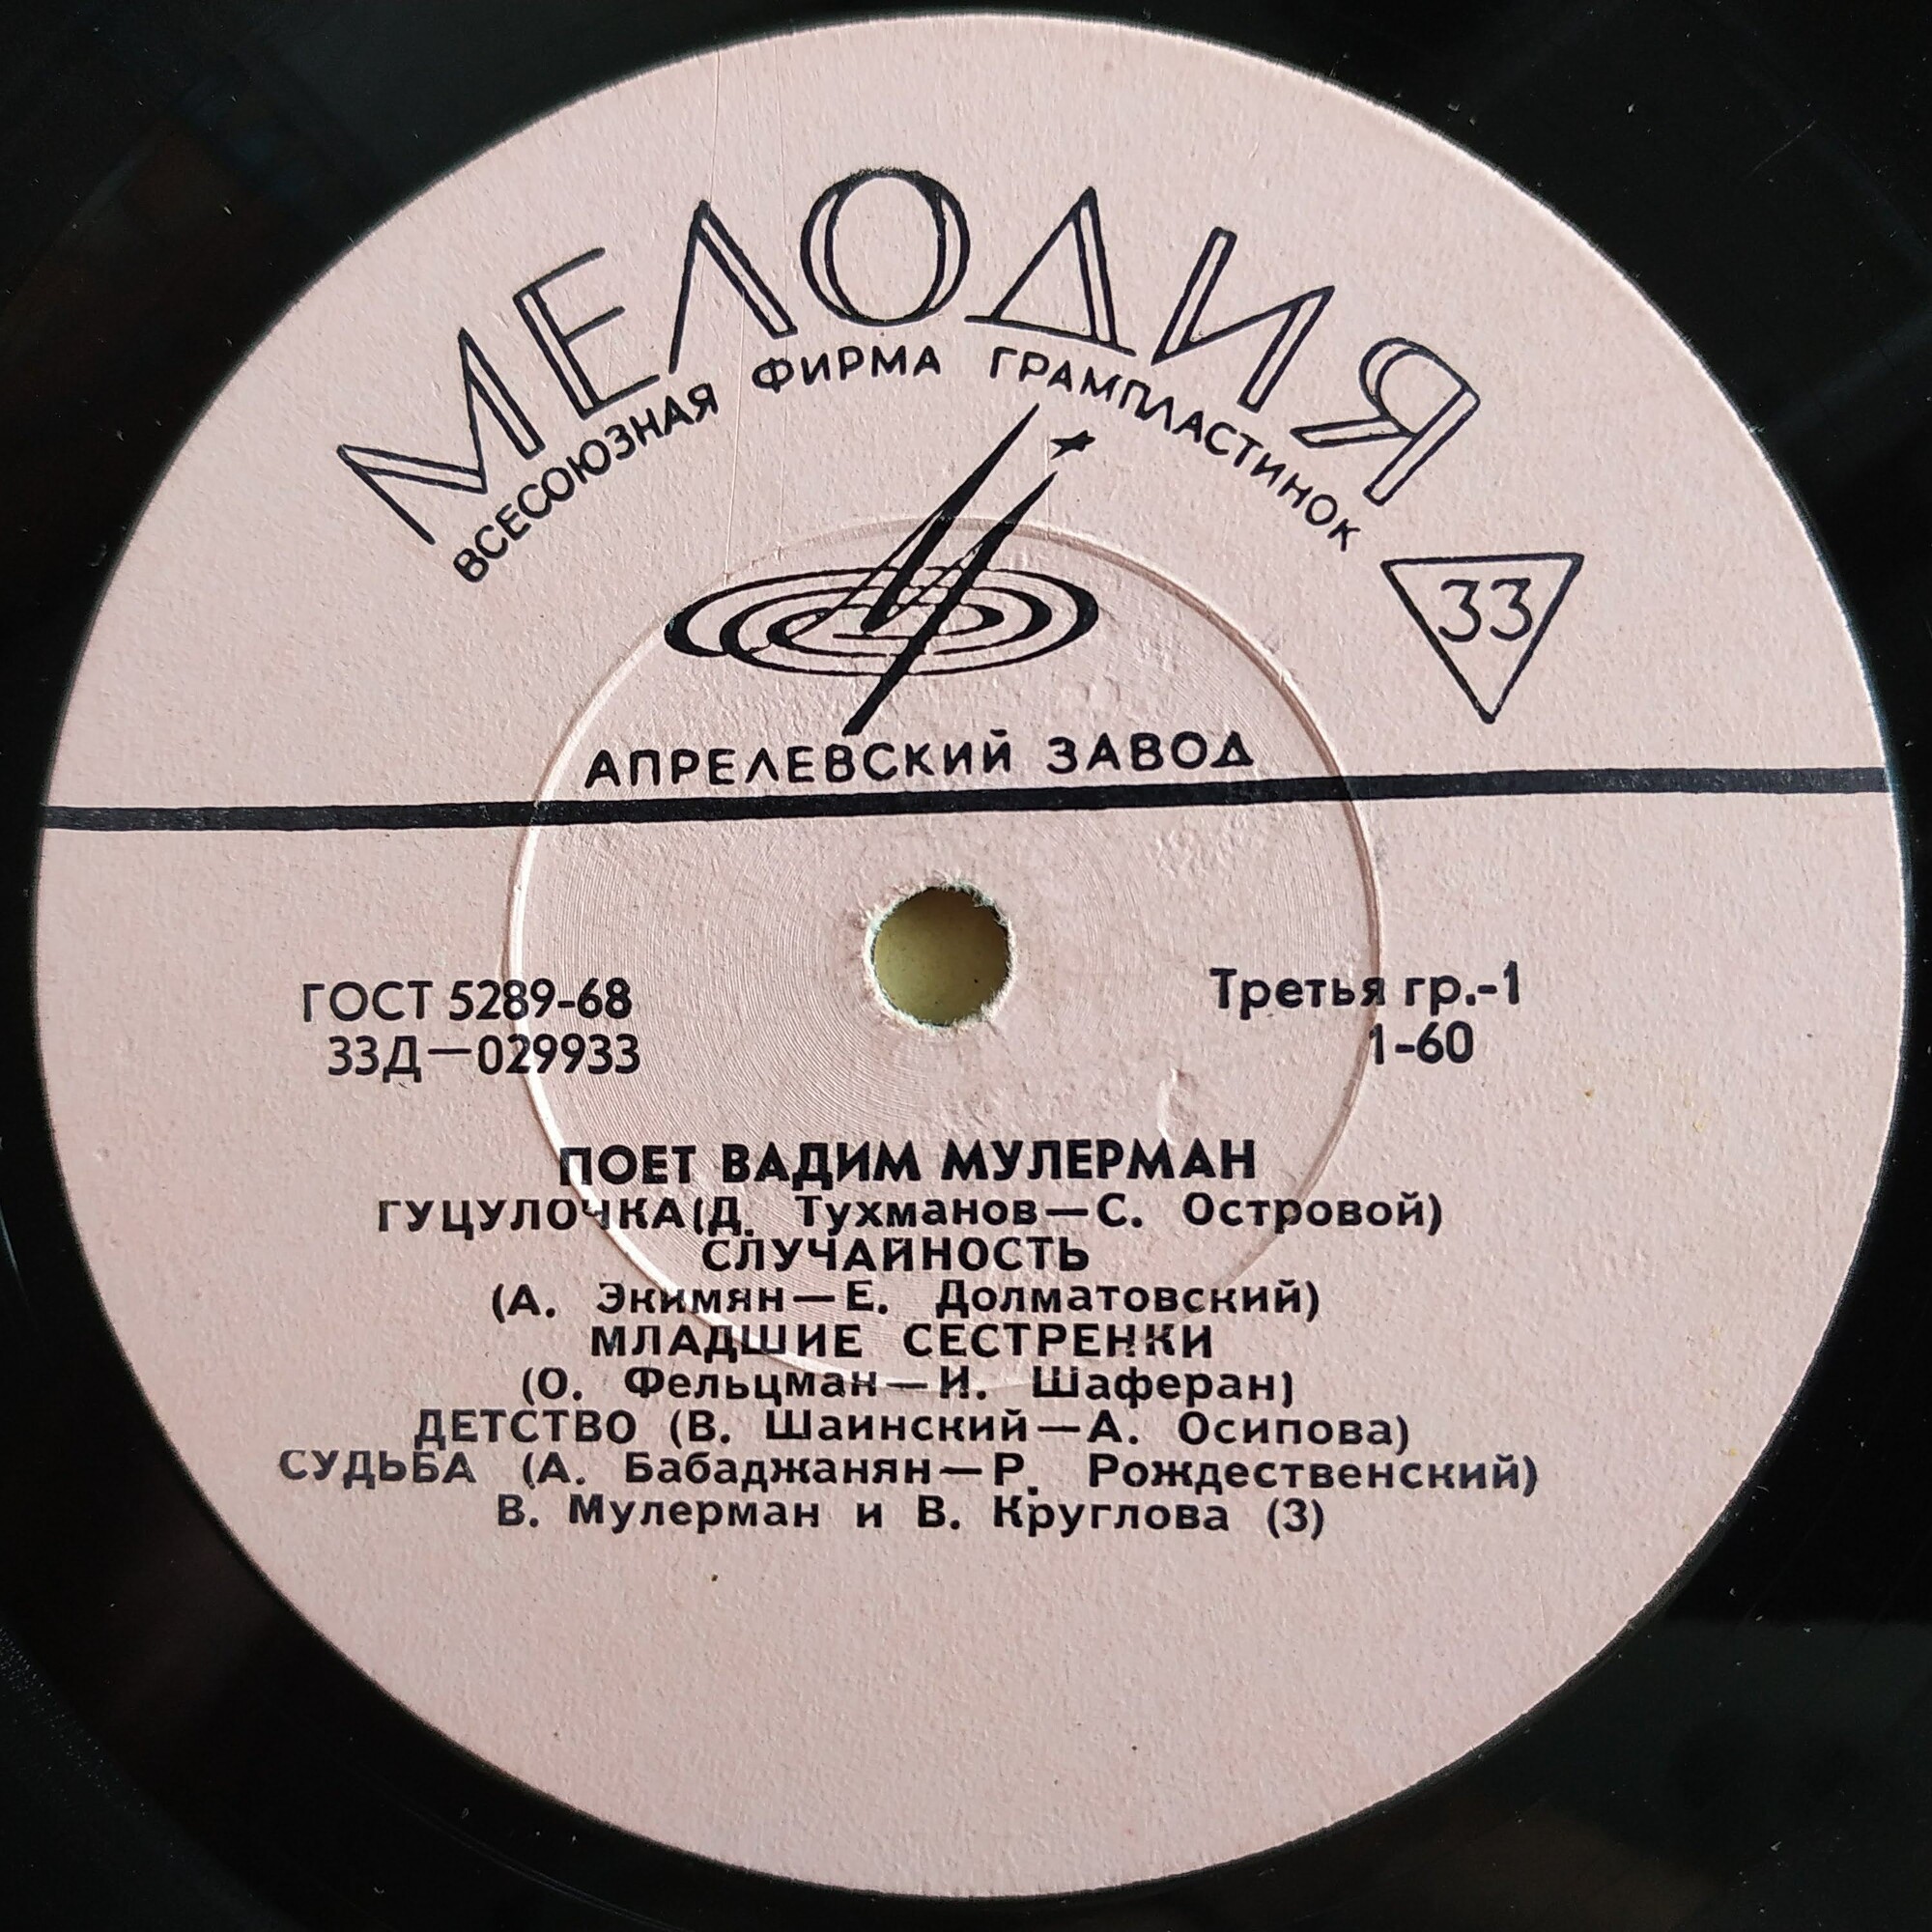 МЕЛОДИЯ
ВСЕСОЮЗНАЯ ФИРМА ГРАМПЛАСТИНОК
33
АПРЕЛЕВСКИЙ ЗАВОД
ГОСТ 5289-68
33Д—029933
Третья гр.-1
1-60
ПОЕТ ВАДИМ МУЛЕРМАН
ГУЦУЛОЧКА (Д. Тухманов—С. Островой)
СЛУЧАЙНОСТЬ
(А. Экимян—Е. Долматовский)
МЛАДШИЕ СЕСТРЕНКИ
(О. Фельцман—И. Шаферан)
ДЕТСТВО (В. Шаинский—А. Осипова)
СУДЬБА (А. Бабаджанян—Р. Рождественский)
В. Мулерман и В. Круглова (3)